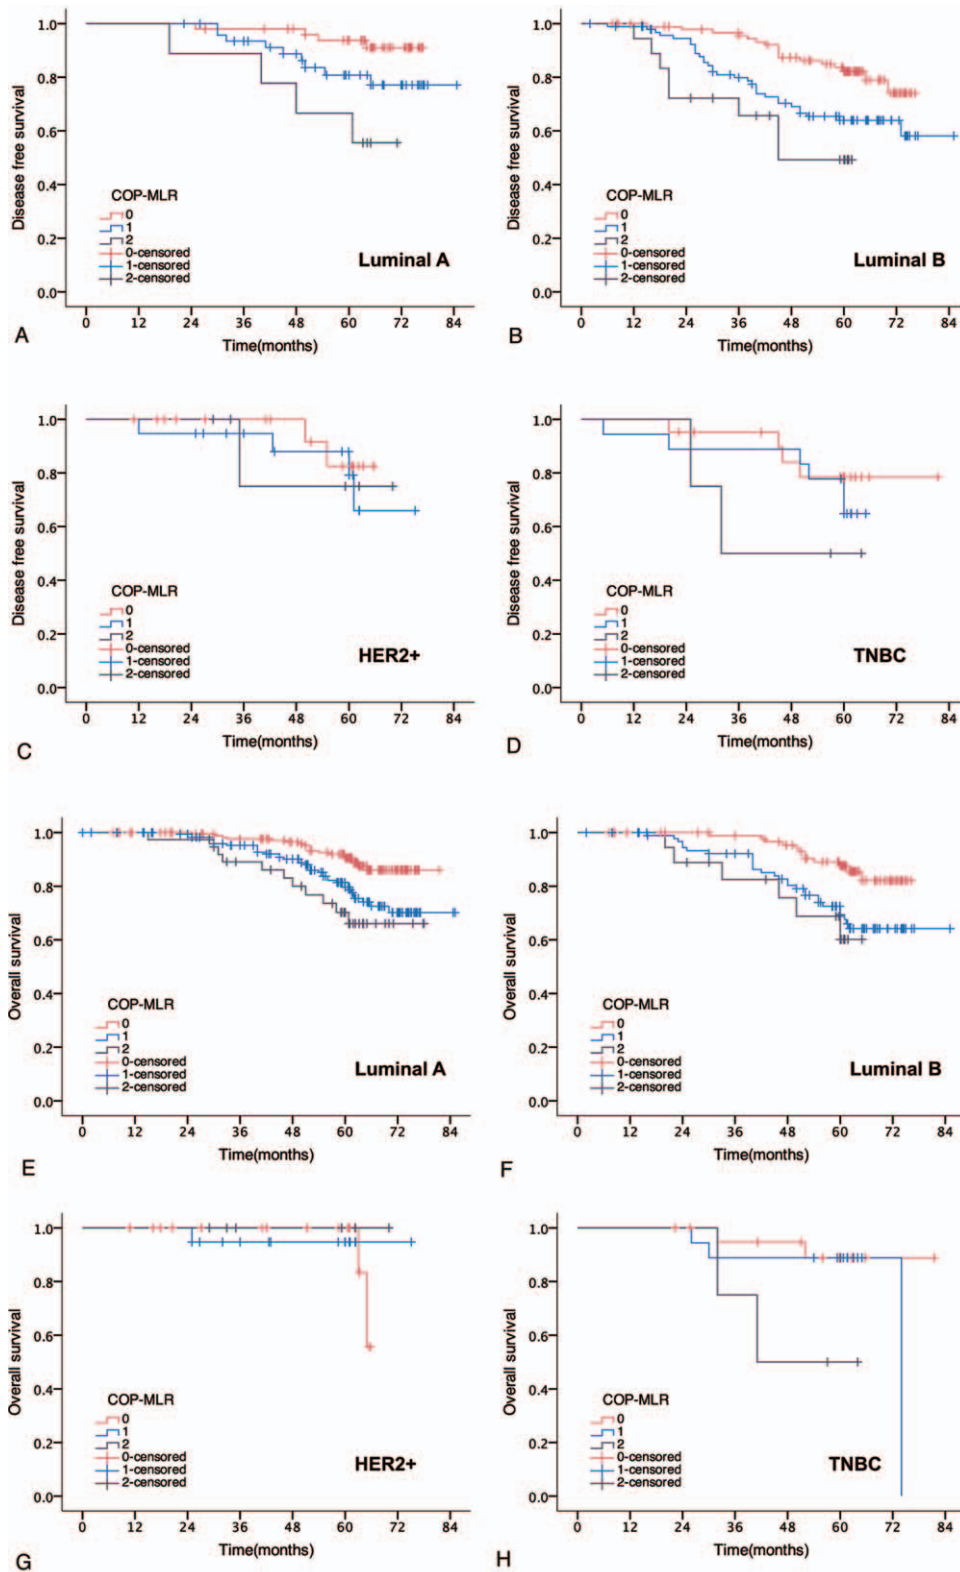 1.0
0.8
0.6
0.4
0.2
0.0
Disease free survival
COP-MLR
0
1
2
0-censored
1-censored
2-censored
Luminal A
0 12 24 36 48 60 72 84
Time(months)
A
1.0
0.8
0.6
0.4
0.2
0.0
Disease free survival
COP-MLR
0
1
2
0-censored
1-censored
2-censored
Luminal B
0 12 24 36 48 60 72 84
Time(months)
B
1.0
0.8
0.6
0.4
0.2
0.0
Disease free survival
COP-MLR
0
1
2
0-censored
1-censored
2-censored
HER2+
0 12 24 36 48 60 72 84
Time(months)
C
1.0
0.8
0.6
0.4
0.2
0.0
Disease free survival
COP-MLR
0
1
2
0-censored
1-censored
2-censored
TNBC
0 12 24 36 48 60 72 84
Time(months)
D
1.0
0.8
0.6
0.4
0.2
0.0
Overall survival
COP-MLR
0
1
2
0-censored
1-censored
2-censored
Luminal A
0 12 24 36 48 60 72 84
Time(months)
E
1.0
0.8
0.6
0.4
0.2
0.0
Overall survival
COP-MLR
0
1
2
0-censored
1-censored
2-censored
Luminal B
0 12 24 36 48 60 72 84
Time(months)
F
1.0
0.8
0.6
0.4
0.2
0.0
Overall survival
COP-MLR
0
1
2
0-censored
1-censored
2-censored
HER2+
0 12 24 36 48 60 72 84
Time(months)
G
1.0
0.8
0.6
0.4
0.2
0.0
Overall survival
COP-MLR
0
1
2
0-censored
1-censored
2-censored
TNBC
0 12 24 36 48 60 72 84
Time(months)
H